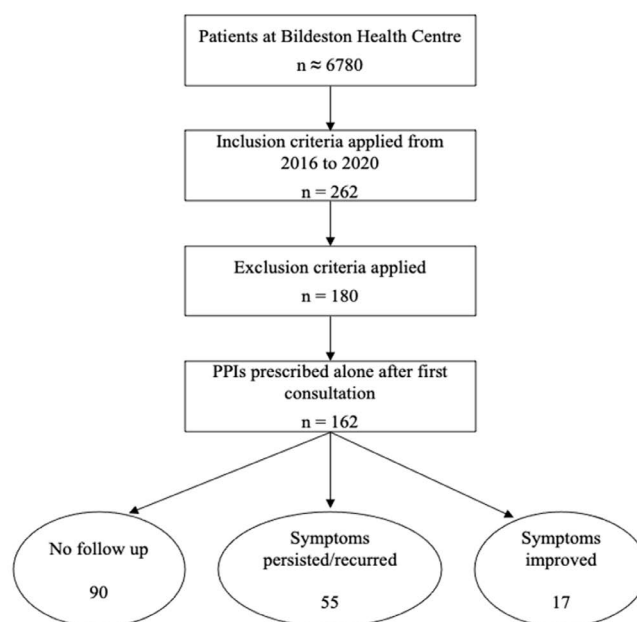 Patients at Bildeston Health Centre
n ≈ 6780
Inclusion criteria applied from
2016 to 2020
n = 262
Exclusion criteria applied
n = 180
PPIs prescribed alone after first
consultation
n = 162
No follow up
90
Symptoms
persisted/recurred
55
Symptoms
improved
17